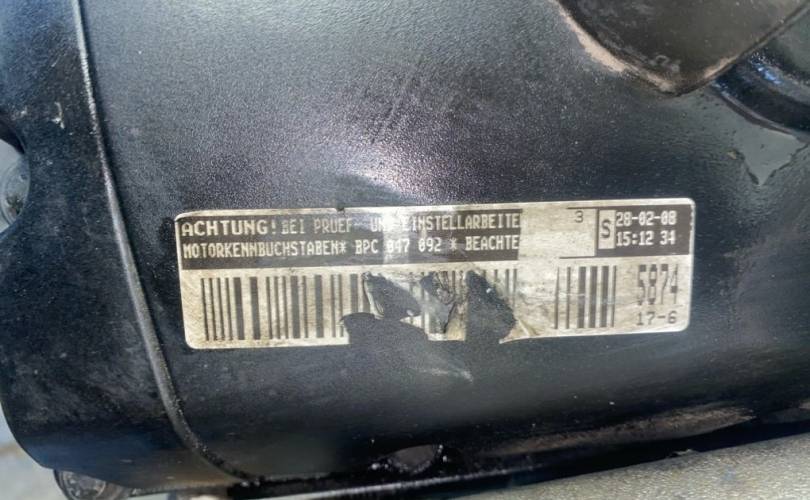 ACHTUNG! BEI PRUEF- UND EINSTELLARBEITE
MOTORKENNBUCHSTABEN* BPC 047 092 * BEACHTE
3
S
28-02-08
15:12 34
5874
17-6